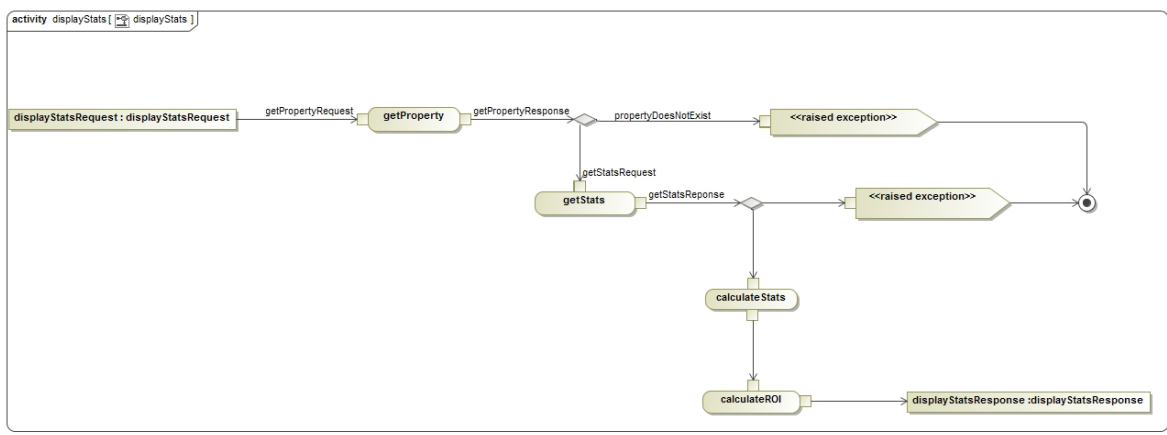 activity displayStats [ displayStats ]
getPropertyRequest
getPropertyResponse
propertyDoesNotExist
<<raised exception>>
displayStatsRequest : displayStatsRequest
getProperty
getStatsRequest
getStatsReponse
<<raised exception>>
getStats
calculateStats
calculateROI
displayStatsResponse :displayStatsResponse